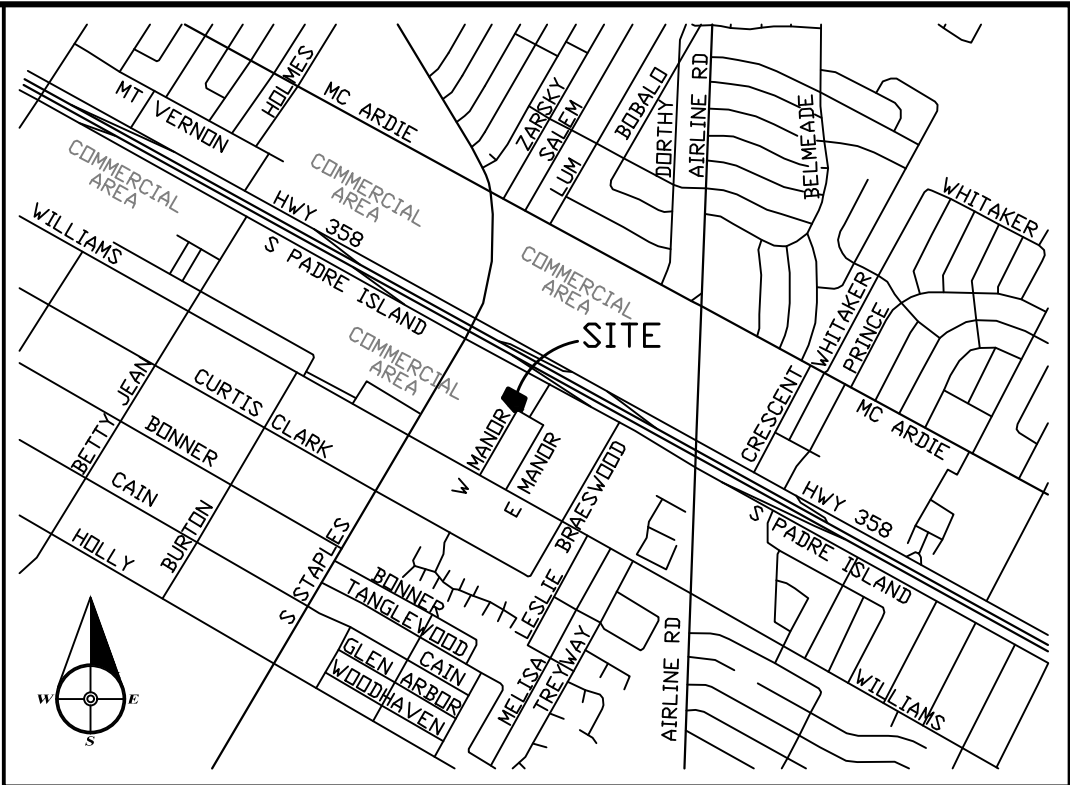 HOLMES
MT VERNON
MC ARDIE
ZARSKY
SALEM
LUM
BOBALO
DORTHY
AIRLINE RD
BELMEADE
WHITAKER
COMMERCIAL
AREA
COMMERCIAL
AREA
COMMERCIAL
AREA
COMMERCIAL
AREA
WILLIAMS
HWY 358
S PADRE ISLAND
SITE
WHITAKER
PRINCE
CRESCENT
MC ARDIE
BETTY JEAN
CURTIS CLARK
BONNER
CAIN
HOLLY
BURTON
S STAPLES
W MANOR
E MANOR
BRAESWOOD
LESLIE
HWY 358
S PADRE ISLAND
BONNER
TANGLEWOOD
CAIN
GLEN ARBOR
WOODHAVEN
MELISA
TREYWAY
AIRLINE RD
WILLIAMS
W
E
S